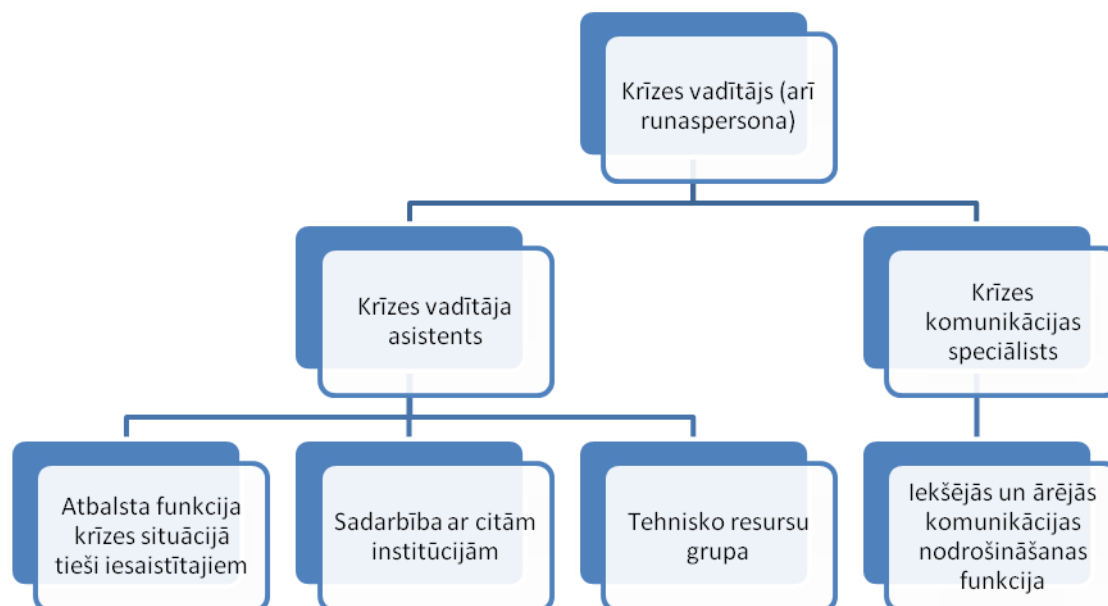 Krīzes vadītājs (arī
runaspersona)
Krīzes vadītāja
asistents
Krīzes
komunikācijas
speciālists
Atbalsta funkcija
krīzes situācijā
tieši iesaistītajiem
Sadarbība ar citām
institūcijām
Tehnisko resursu
grupa
Iekšējās un ārējās
komunikācijas
nodrošināšanas
funkcija